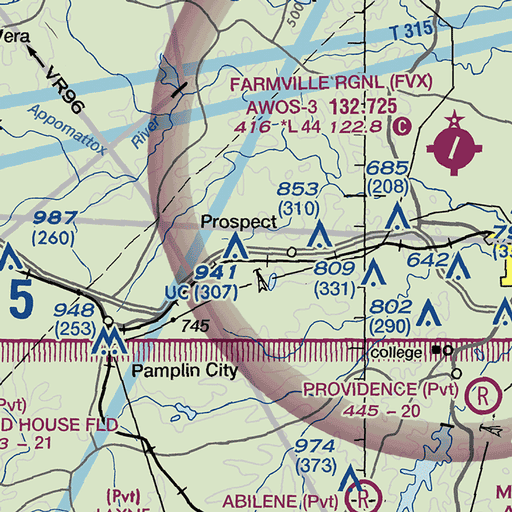 Vera
T 315
500
VR96
FARMVILLE RGNL (FVX)
AWOS-3 132.725
416 *L 44 122.8 C
Appomattox
River
685
(208)
853
(310)
987
(260)
Prospect
941
UC (307)
809
(331)
642
5
948
(253)
745
802
(290)
college
Pamplin City
PROVIDENCE (Pvt)
445 - 20
R
Pvt)
D HOUSE FLD
3 - 21
974
(373)
(Pvt)
ABILENE (Pvt)
R